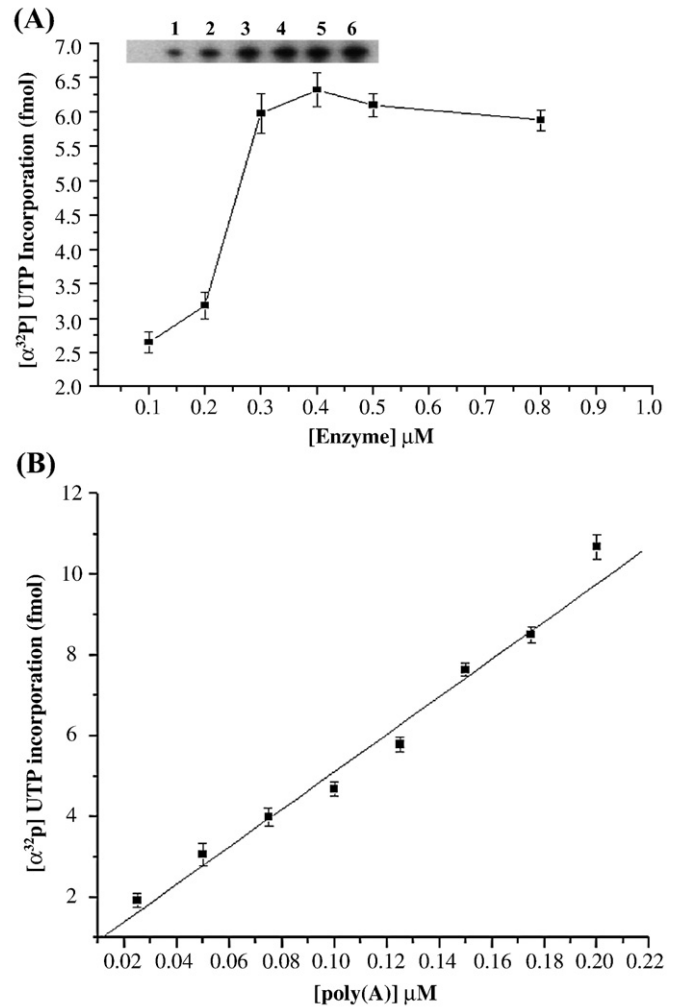 (A)
1 2 3 4 5 6
7.0
6.5
6.0
5.5
5.0
4.5
4.0
3.5
3.0
2.5
2.0
[α³²P] UTP Incorporation (fmol)
0.1 0.2 0.3 0.4 0.5 0.6 0.7 0.8 0.9 1.0
[Enzyme] μM
(B)
12
10
8
6
4
2
[α³²p] UTP incorporation (fmol)
0.02 0.04 0.06 0.08 0.10 0.12 0.14 0.16 0.18 0.20 0.22
[poly(A)] μM